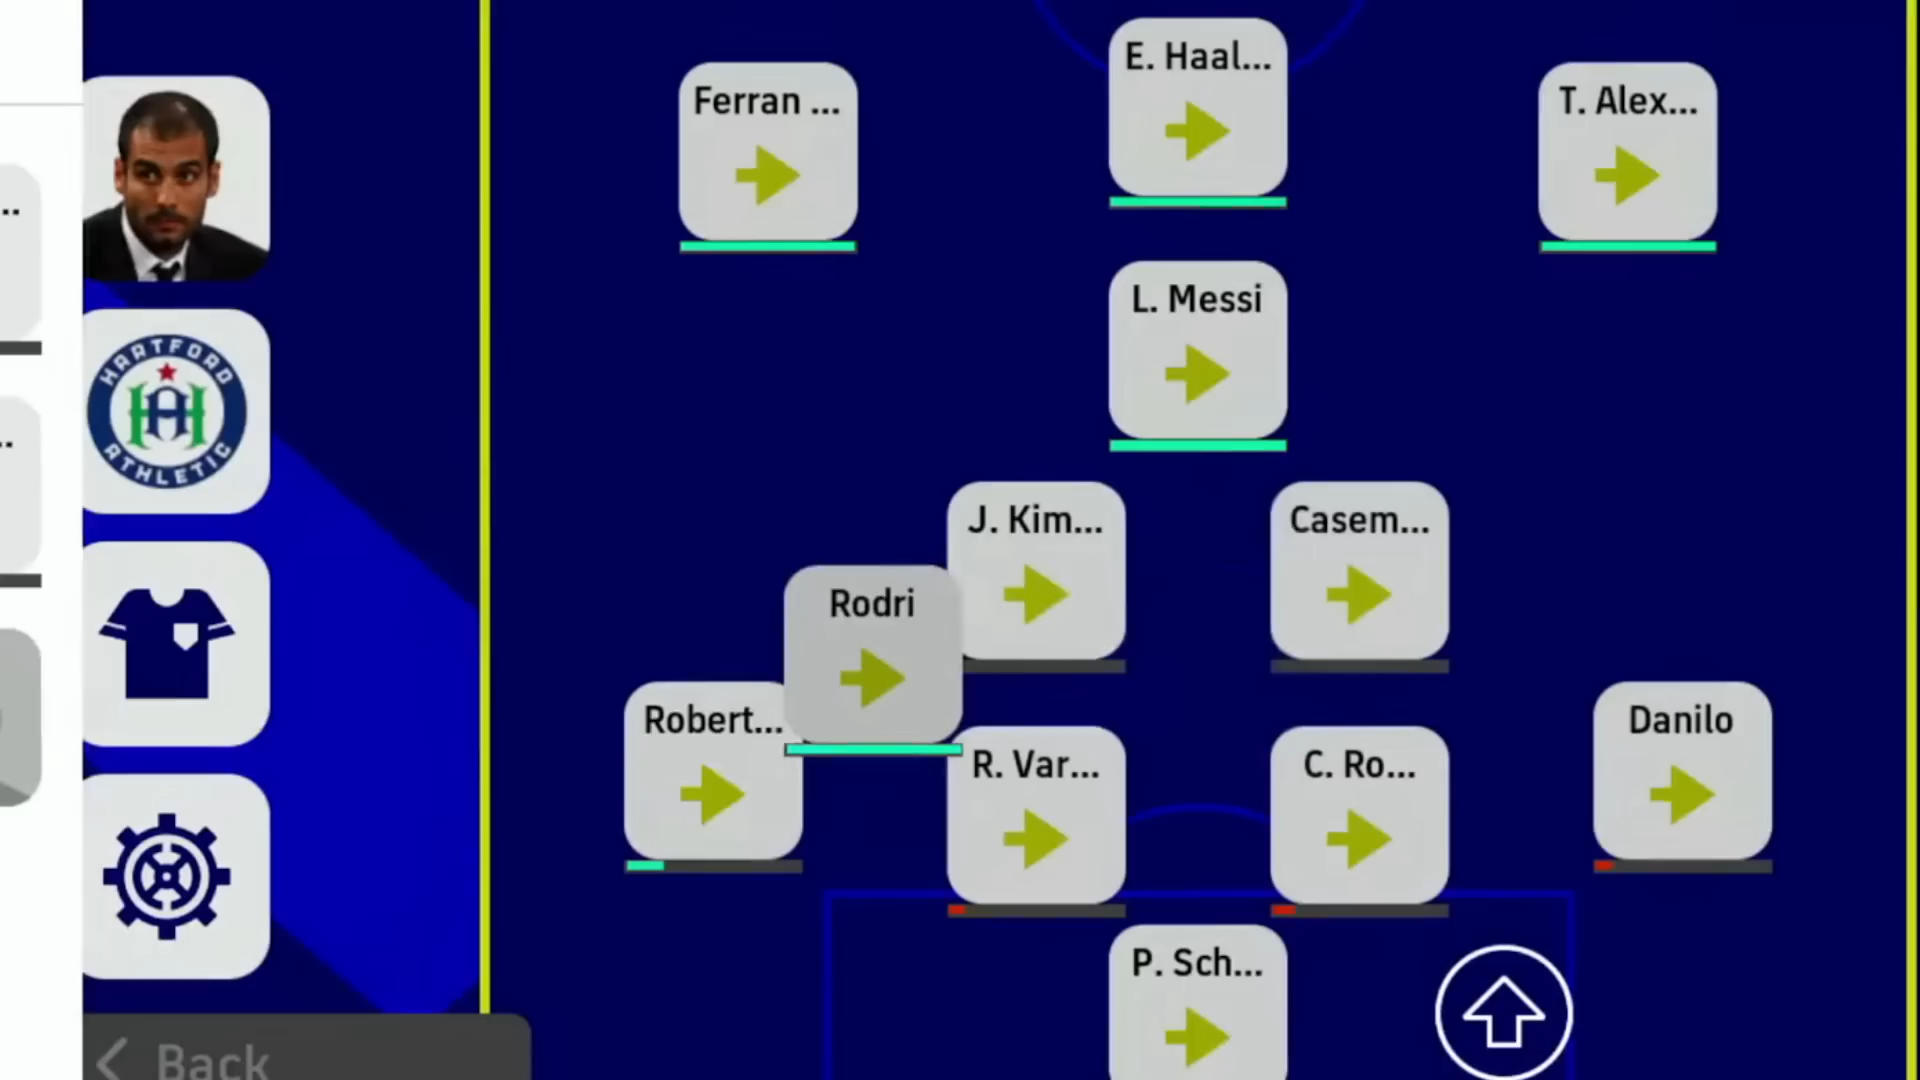 E. Haal...
Ferran ...
T. Alex...
L. Messi
HARTFORD
ATHLETIC
J. Kim...
Casem...
Rodri
Robert...
R. Var...
C. Ro...
Danilo
P. Sch...
Back